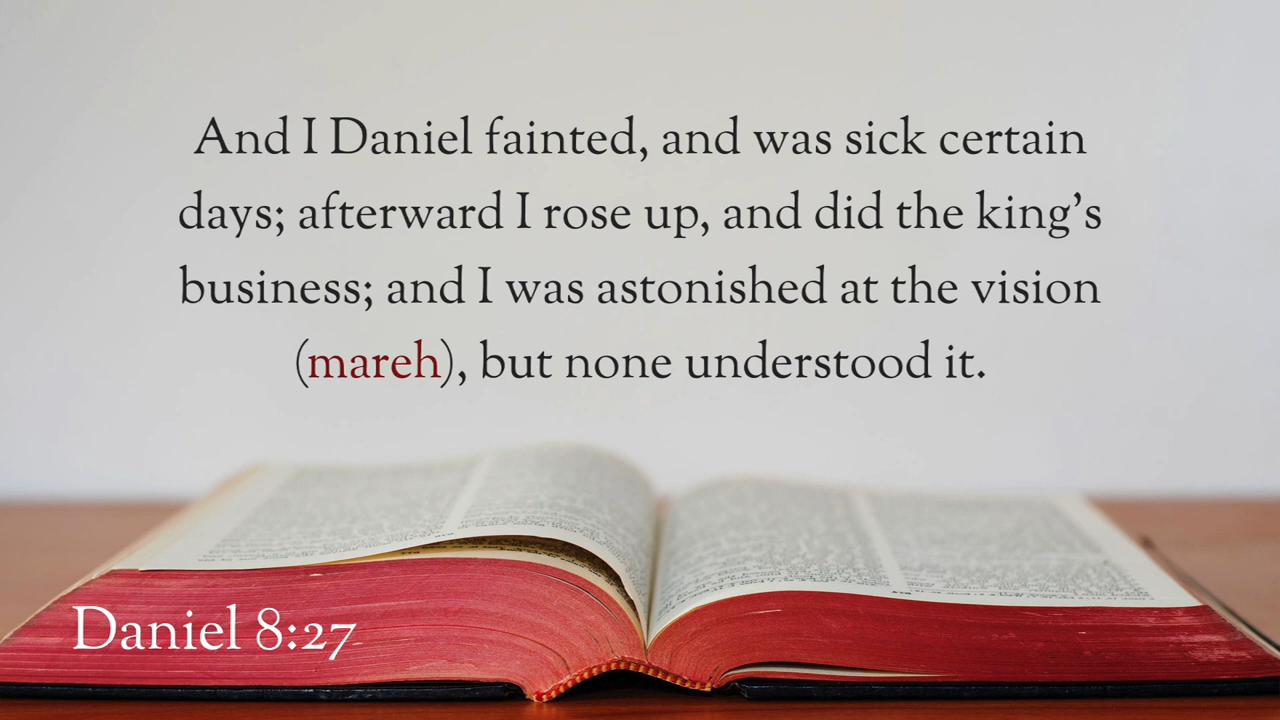 And I Daniel fainted, and was sick certain
days; afterward I rose up, and did the king’s
business; and I was astonished at the vision
(mareh), but none understood it.
Daniel 8:27